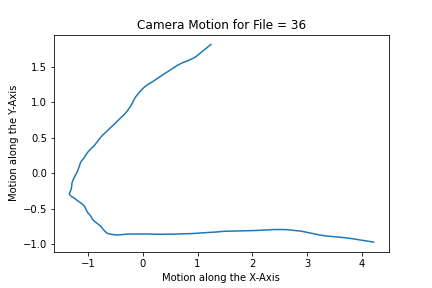 Camera Motion for File = 36
Motion along the Y-Axis
1.5
1.0
0.5
0.0
−0.5
−1.0
−1 0 1 2 3 4
Motion along the X-Axis